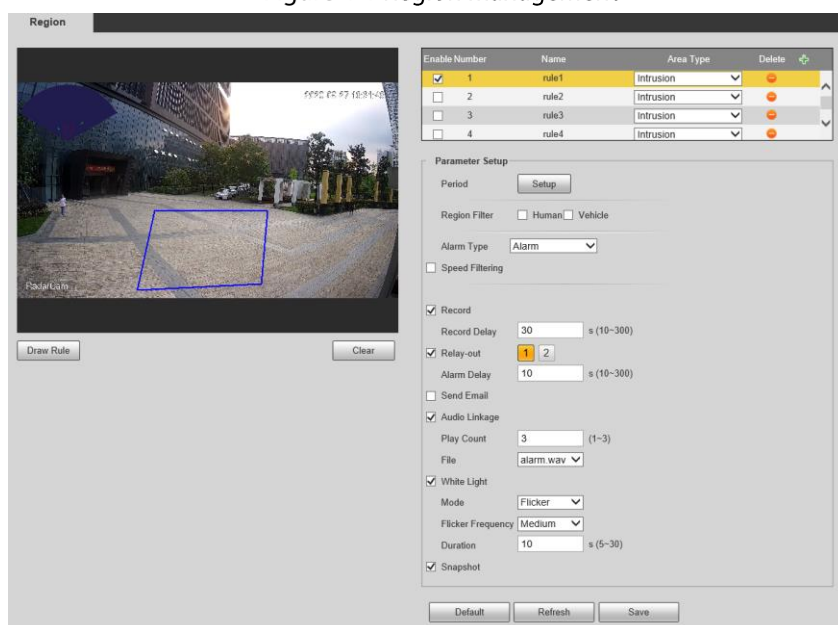 Region
Enable Number Name Area Type Delete
1 rule1 Intrusion
2 rule2 Intrusion
3 rule3 Intrusion
4 rule4 Intrusion
RadarCam
Draw Rule Clear
Parameter Setup
Period Setup
Region Filter Human Vehicle
Alarm Type Alarm
Speed Filtering
Record
Record Delay 30 s (10~300)
Relay-out 1 2
Alarm Delay 10 s (10~300)
Send Email
Audio Linkage
Play Count 3 (1~3)
File alarm.wav
White Light
Mode Flicker
Flicker Frequency Medium
Duration 10 s (5~30)
Snapshot
Default Refresh Save